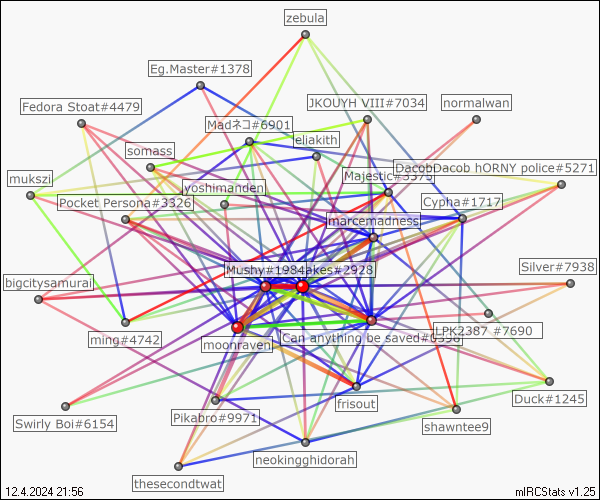 zebula
Eg.Master#1378
Fedora Stoat#4479
JKOUYH VIII#7034
normalwan
Madネコ#6901
eliakith
somass
mukszi
Majestic#3375
DacobDacob hORNY police#5271
yoshimanden
Pocket Persona#3326
Cypha#1717
marcemadness
Mushy#1984akes#2928
Silver#7938
bigcitysamurai
ming#4742
moonraven
Can anything be saved#0356
LPK2387 #7690
frisout
Duck#1245
Pikabro#9971
Swirly Boi#6154
shawntee9
neokingghidorah
thesecondtwat
12.4.2024 21:56
mIRCStats v1.25